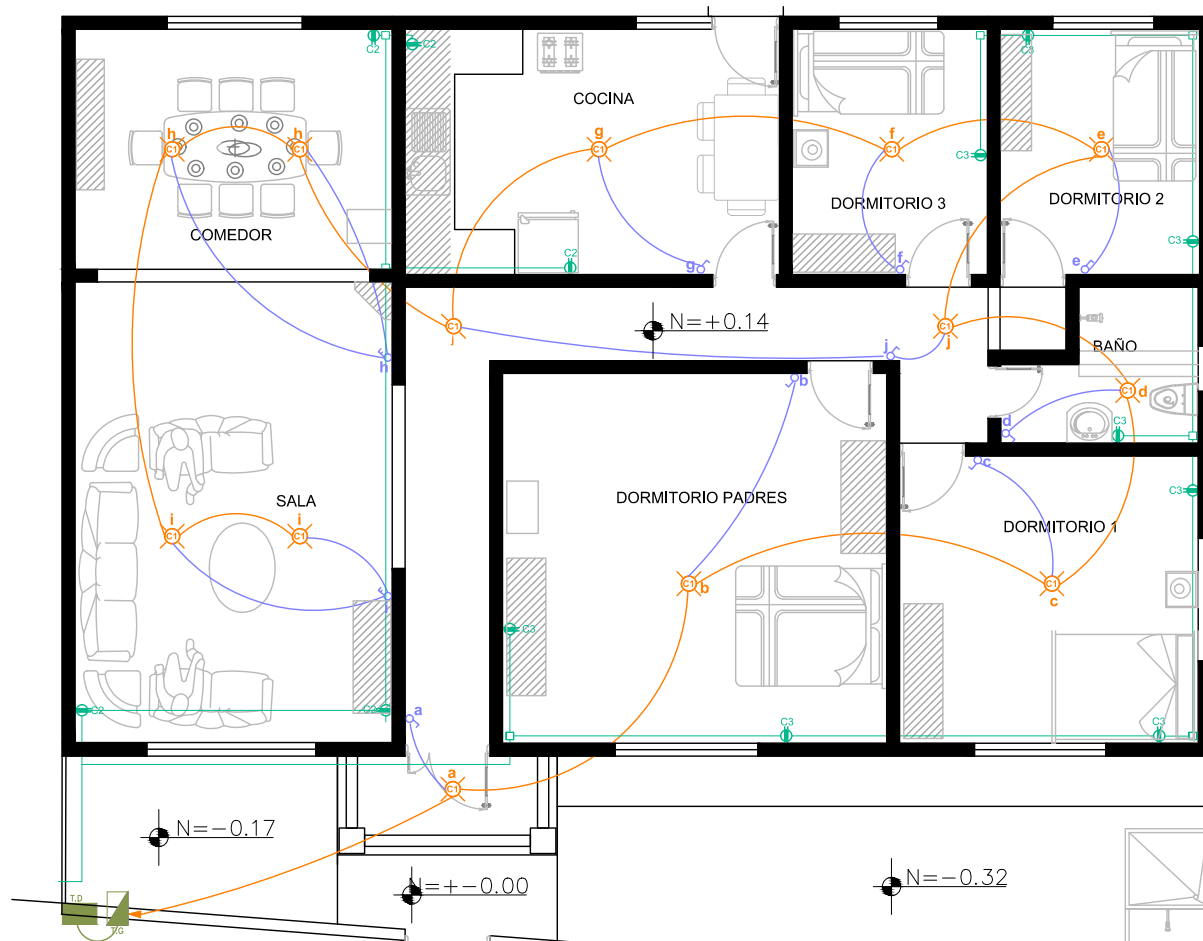 C2
C2
C3
COCINA
h
h
g
f
e
C1
C1
C1
C1
C1
C3
DORMITORIO 3
DORMITORIO 2
COMEDOR
C3
C2
g
f
e
C1
j
N=+0.14
C1
j
j
BAÑO
h
b
C1
d
d
C3
c
SALA
DORMITORIO PADRES
C3
DORMITORIO 1
i
i
C1
C1
C1
b
C1
c
i
C3
C2
C2
a
C3
C3
a
C1
N=-0.17
N=+-0.00
N=-0.32
T.D
T.G